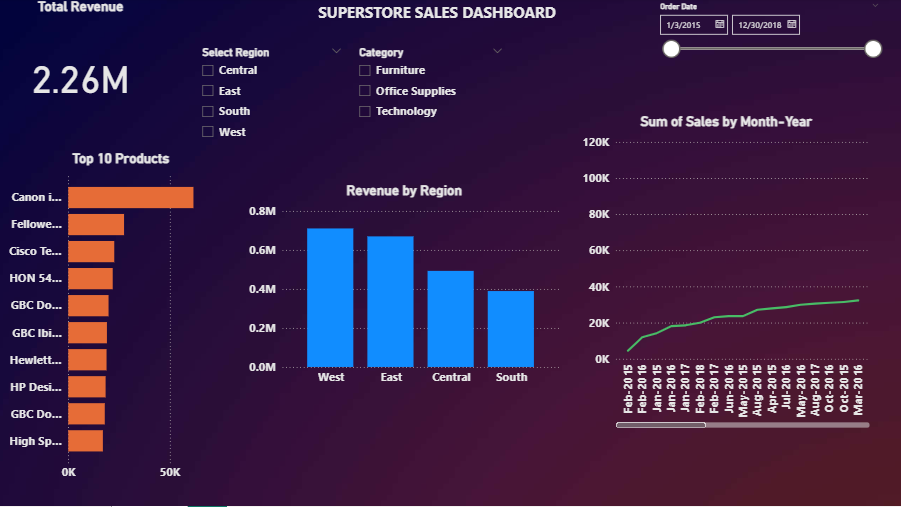 Total Revenue
2.26M
SUPERSTORE SALES DASHBOARD
Order Date
1/3/2015
12/30/2018
Select Region
Central
East
South
West
Category
Furniture
Office Supplies
Technology
Top 10 Products
Canon i...
Fellowe...
Cisco Te...
HON 54...
GBC Do...
GBC Ibi...
Hewlett...
HP Desi...
GBC Do...
High Sp...
0K
50K
Revenue by Region
0.8M
0.6M
0.4M
0.2M
0.0M
West
East
Central
South
Sum of Sales by Month-Year
120K
100K
80K
60K
40K
20K
0K
Feb-2015
Feb-2016
Jan-2015
Jan-2016
Jan-2017
Feb-2018
Feb-2017
Jun-2016
May-2015
Aug-2015
Apr-2015
Jul-2016
May-2016
Aug-2017
Oct-2016
Oct-2015
Mar-2016